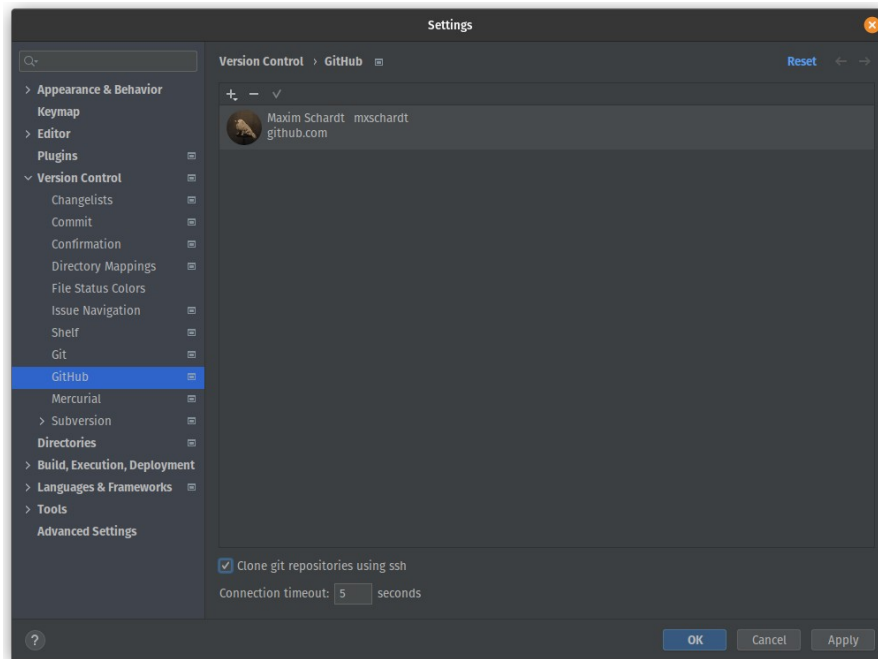 Settings
Appearance & Behavior
Keymap
Editor
Plugins
Version Control
Changelists
Commit
Confirmation
Directory Mappings
File Status Colors
Issue Navigation
Shelf
Git
GitHub
Mercurial
Subversion
Directories
Build, Execution, Deployment
Languages & Frameworks
Tools
Advanced Settings
Version Control › GitHub
Reset
Maxim Schardt mxschardt
github.com
Clone git repositories using ssh
Connection timeout: 5 seconds
?
OK Cancel Apply